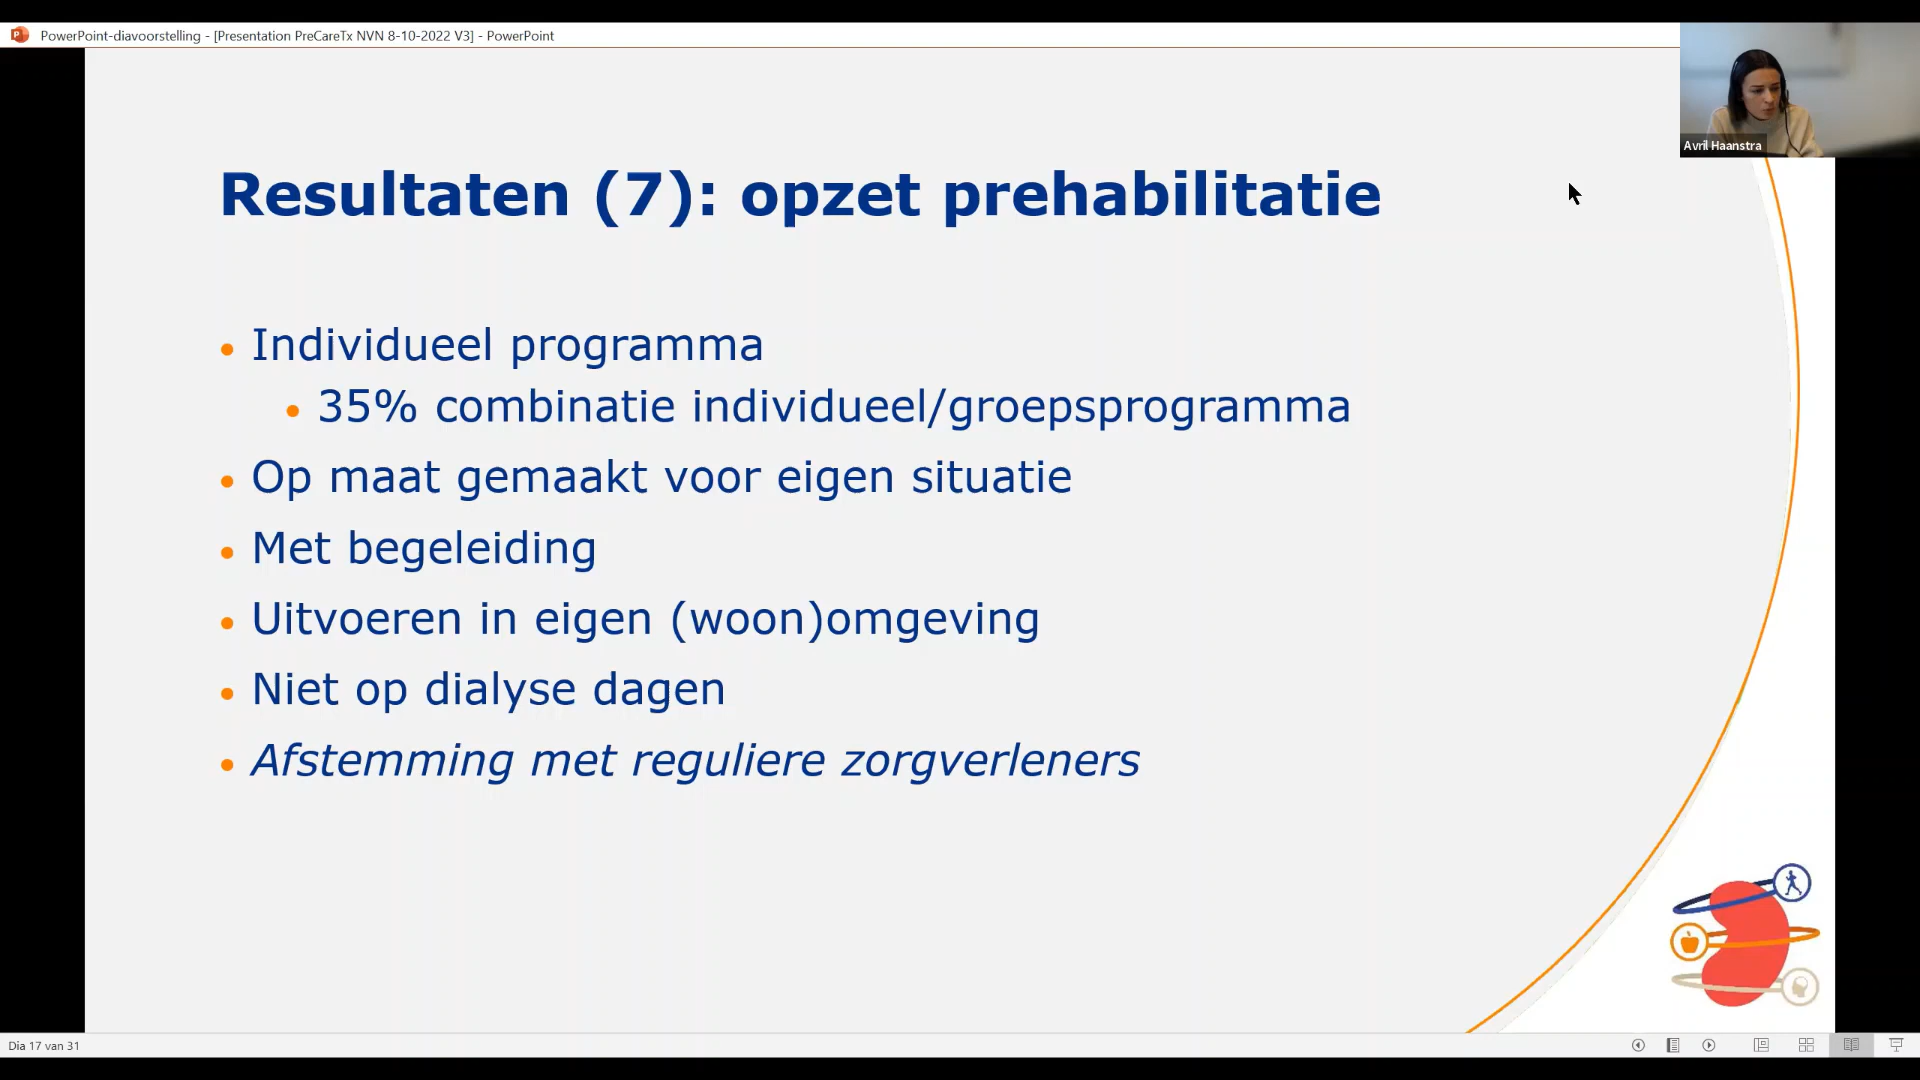 PowerPoint-diavoorstelling - [Presentation PreCareTx NVN 8-10-2022 V3] - PowerPoint
Avril Haanstra
Resultaten (7): opzet prehabilitatie
Individueel programma
35% combinatie individueel/groepsprogramma
Op maat gemaakt voor eigen situatie
Met begeleiding
Uitvoeren in eigen (woon)omgeving
Niet op dialyse dagen
Afstemming met reguliere zorgverleners
Dia 17 van 31